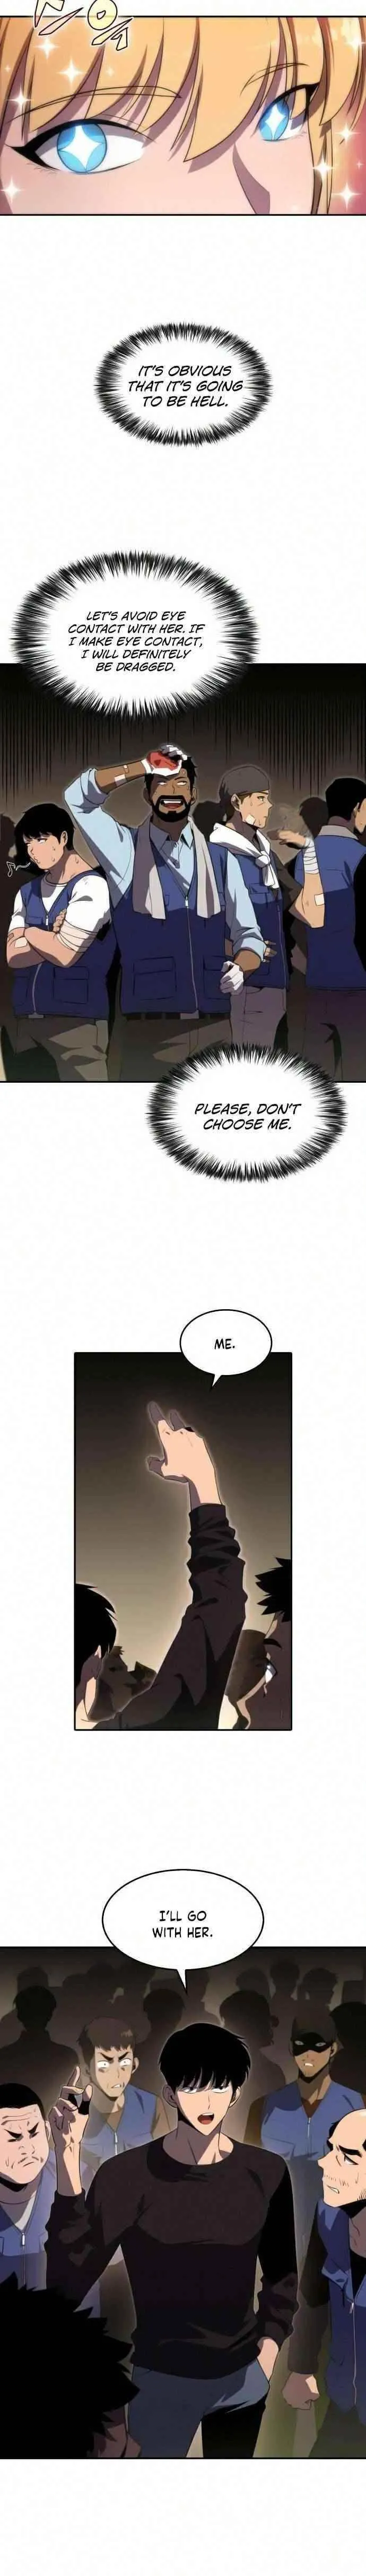 IT'S OBVIOUS
THAT IT'S GOING
TO BE HELL.
LET'S AVOID EYE
CONTACT WITH HER. IF
I MAKE EYE CONTACT,
I WILL DEFINITELY
BE DRAGGED.
PLEASE, DON'T
CHOOSE ME.
ME.
I'LL GO
WITH HER.